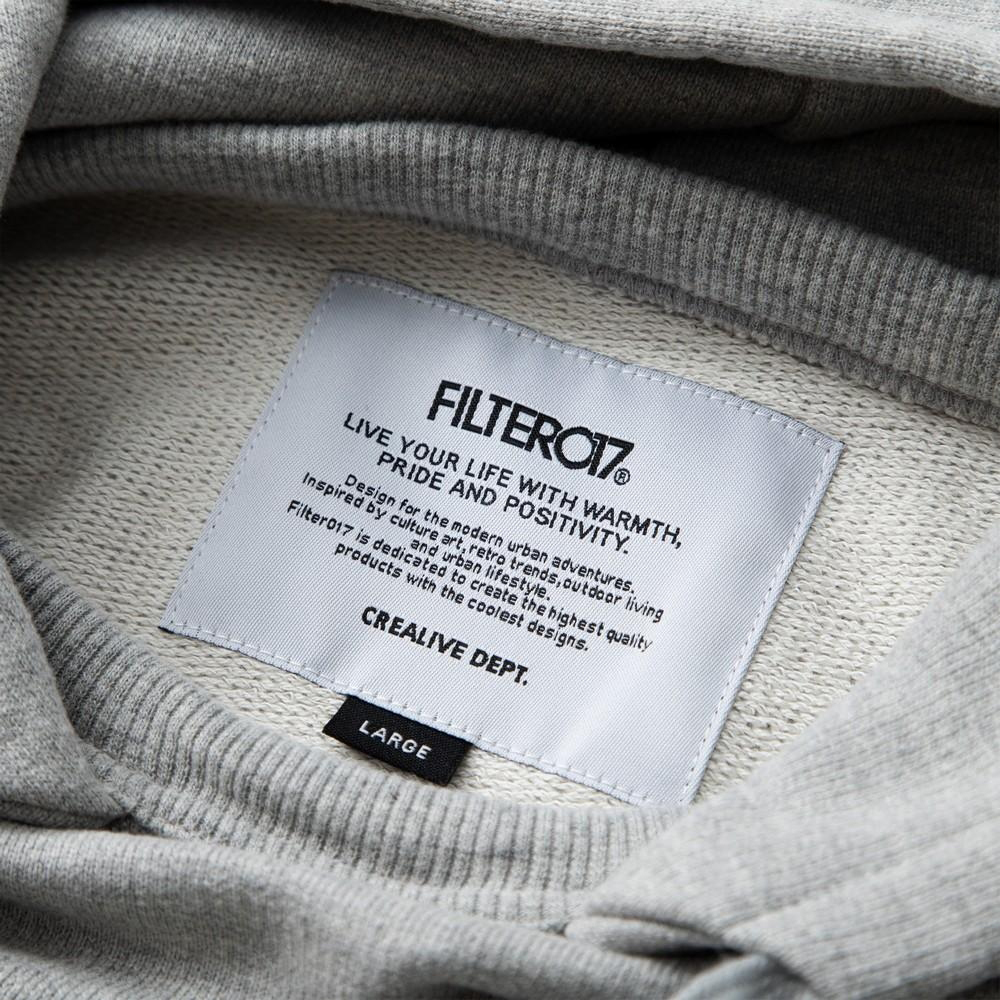 FILTER017®
LIVE YOUR LIFE WITH WARMTH,
PRIDE AND POSITIVITY.
Design for the modern urban adventures.
Inspired by culture art, retro trends, outdoor living
and urban lifestyle.
Filter017 is dedicated to create the highest quality
products with the coolest designs.
CREALIVE DEPT.
LARGE